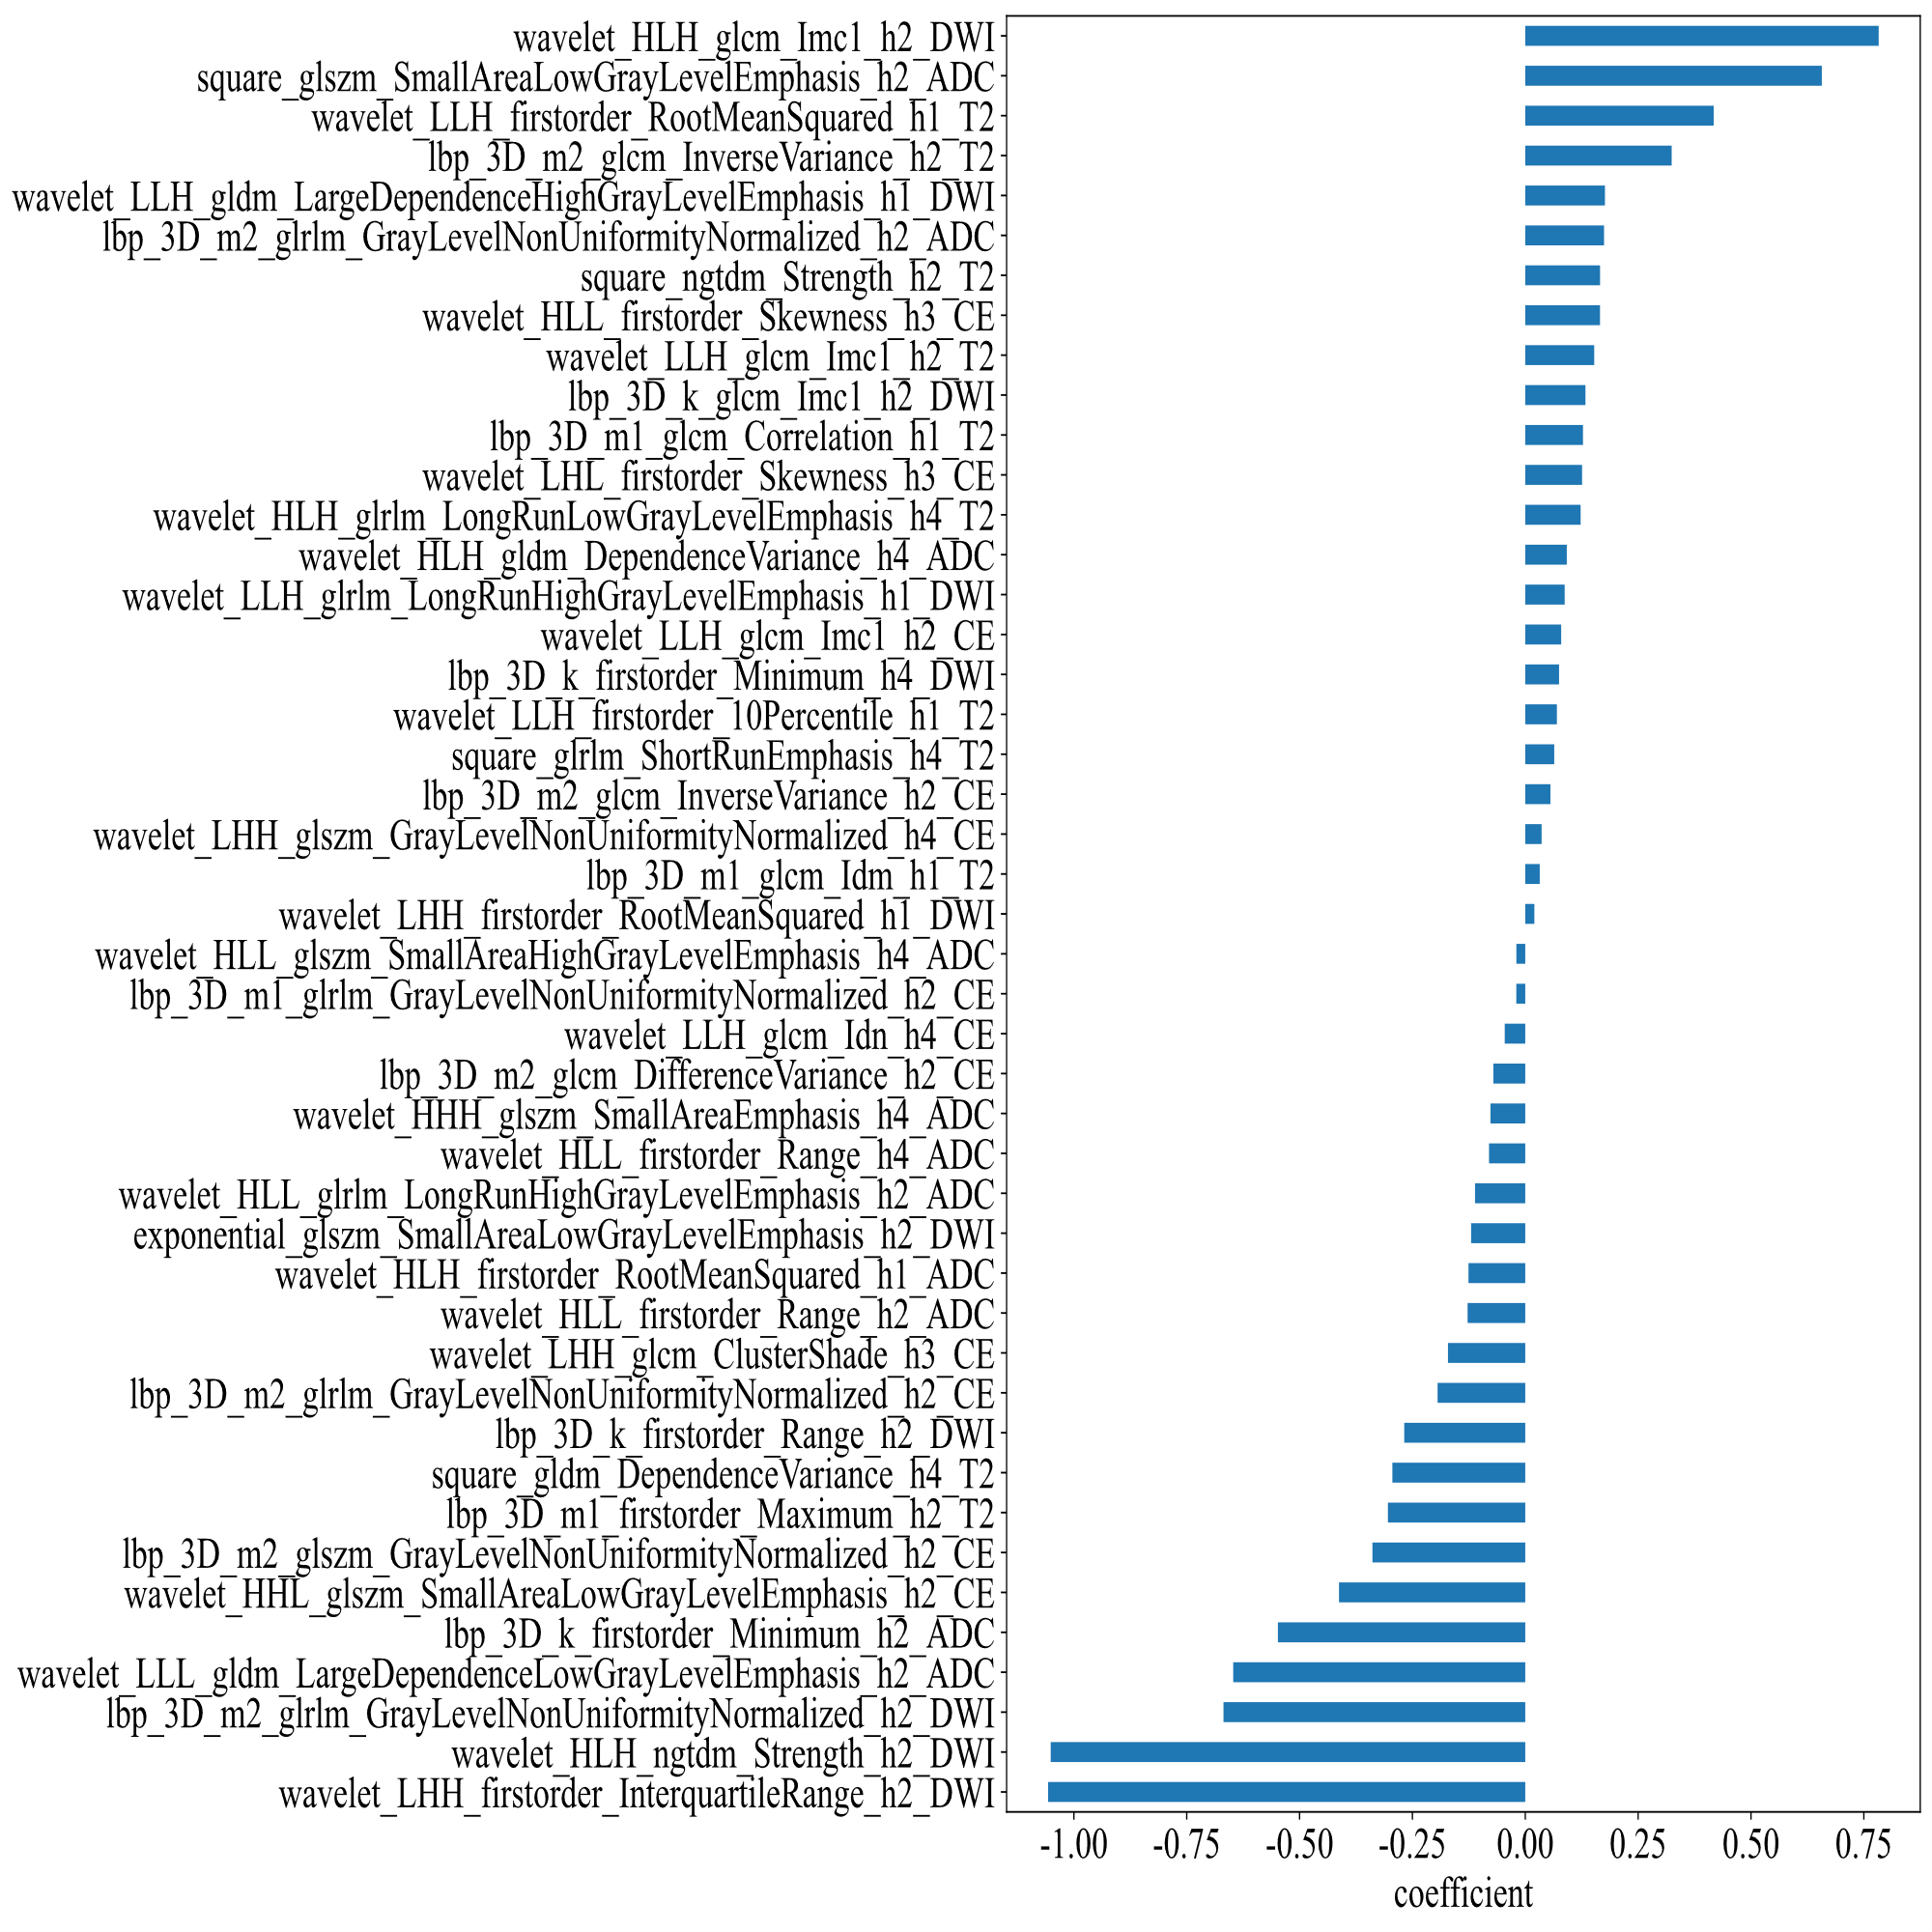 wavelet_HLH_glcm_Imc1_h2_DWI
square_glszm_SmallAreaLowGrayLevelEmphasis_h2_ADC
wavelet_LLH_firstorder_RootMeanSquared_h1_T2
lbp_3D_m2_glcm_InverseVariance_h2_T2
wavelet_LLH_gldm_LargeDependenceHighGrayLevelEmphasis_h1_DWI
lbp_3D_m2_glrlm_GrayLevelNonUniformityNormalized_h2_ADC
square_ngtdm_Strength_h2_T2
wavelet_HLL_firstorder_Skewness_h3_CE
wavelet_LLH_glcm_Imc1_h2_T2
lbp_3D_k_glcm_Imc1_h2_DWI
lbp_3D_m1_glcm_Correlation_h1_T2
wavelet_LHL_firstorder_Skewness_h3_CE
wavelet_HLH_glrlm_LongRunLowGrayLevelEmphasis_h4_T2
wavelet_HLH_gldm_DependenceVariance_h4_ADC
wavelet_LLH_glrlm_LongRunHighGrayLevelEmphasis_h1_DWI
wavelet_LLH_glcm_Imc1_h2_CE
lbp_3D_k_firstorder_Minimum_h4_DWI
wavelet_LLH_firstorder_10Percentile_h1_T2
square_glrlm_ShortRunEmphasis_h4_T2
lbp_3D_m2_glcm_InverseVariance_h2_CE
wavelet_LHH_glszm_GrayLevelNonUniformityNormalized_h4_CE
lbp_3D_m1_glcm_Idm_h1_T2
wavelet_LHH_firstorder_RootMeanSquared_h1_DWI
wavelet_HLL_glszm_SmallAreaHighGrayLevelEmphasis_h4_ADC
lbp_3D_m1_glrlm_GrayLevelNonUniformityNormalized_h2_CE
wavelet_LLH_glcm_Idn_h4_CE
lbp_3D_m2_glcm_DifferenceVariance_h2_CE
wavelet_HHH_glszm_SmallAreaEmphasis_h4_ADC
wavelet_HLL_firstorder_Range_h4_ADC
wavelet_HLL_glrlm_LongRunHighGrayLevelEmphasis_h2_ADC
exponential_glszm_SmallAreaLowGrayLevelEmphasis_h2_DWI
wavelet_HLH_firstorder_RootMeanSquared_h1_ADC
wavelet_HLL_firstorder_Range_h2_ADC
wavelet_LHH_glcm_ClusterShade_h3_CE
lbp_3D_m2_glrlm_GrayLevelNonUniformityNormalized_h2_CE
lbp_3D_k_firstorder_Range_h2_DWI
square_gldm_DependenceVariance_h4_T2
lbp_3D_m1_firstorder_Maximum_h2_T2
lbp_3D_m2_glszm_GrayLevelNonUniformityNormalized_h2_CE
wavelet_HHL_glszm_SmallAreaLowGrayLevelEmphasis_h2_CE
lbp_3D_k_firstorder_Minimum_h2_ADC
wavelet_LLL_gldm_LargeDependenceLowGrayLevelEmphasis_h2_ADC
lbp_3D_m2_glrlm_GrayLevelNonUniformityNormalized_h2_DWI
wavelet_HLH_ngtdm_Strength_h2_DWI
wavelet_LHH_firstorder_InterquartileRange_h2_DWI
-1.00 -0.75 -0.50 -0.25 0.00 0.25 0.50 0.75
coefficient